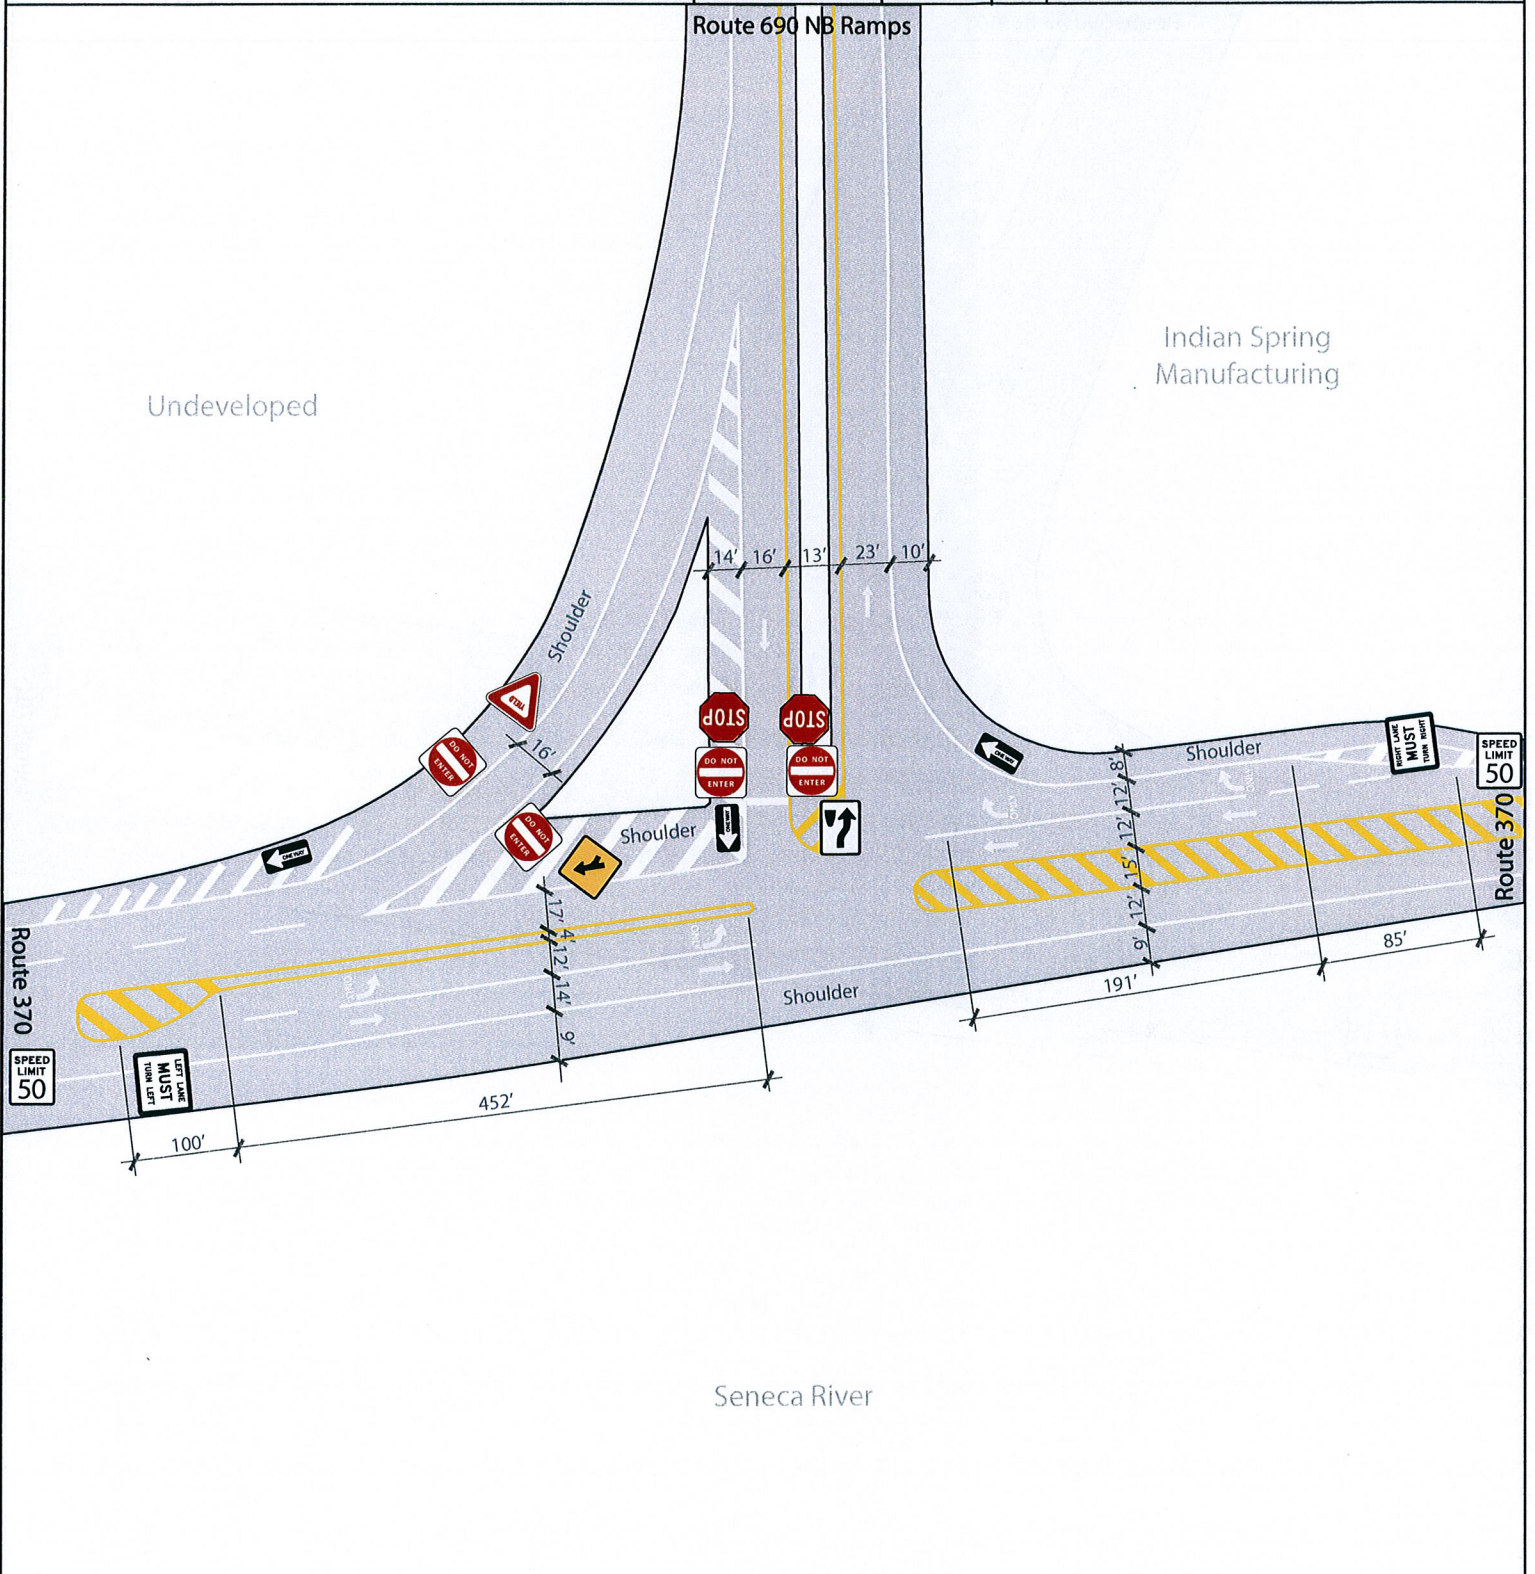 Route 690 NB Ramps
Indian Spring
Manufacturing
Undeveloped
14'
16'
13'
23'
10'
Shoulder
YIELD
STOP
STOP
DO NOT
ENTER
16'
DO NOT
ENTER
DO NOT
ENTER
ONE WAY
Shoulder
8'
RIGHT LANE
MUST
TURN RIGHT
SPEED
LIMIT
50
ONLY
ONLY
12'
12'
15'
12'
9'
Route 370
DO NOT
ENTER
Shoulder
ONE WAY
ONE WAY
17'
4'
12'
14'
9'
ONLY
ONLY
Route 370
Shoulder
85'
191'
SPEED
LIMIT
50
LEFT LANE
MUST
TURN LEFT
452'
100'
Seneca River